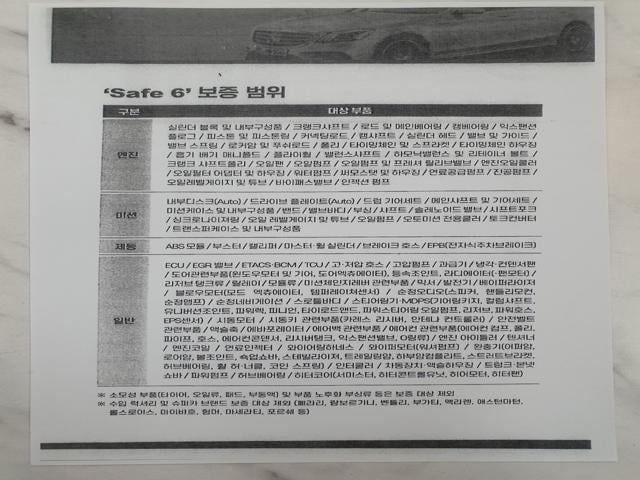 'Safe 6' 보증 범위
구분 대상 부품
엔진
실린더 블록 및 내부구성품 / 크랭크샤프트 / 로드 및 메인베어링 / 캠베어링 / 익스팬션
플로그 / 피스톤 및 피스톤링 / 커넥팅로드 / 캠샤프트 / 실린더 헤드 / 밸브 및 가이드 /
밸브 스프링 / 로커암 및 푸쉬로드 / 풀리 / 타이밍체인 및 스프라켓 / 타이밍체인 하우징
/ 흡기 배기 매니폴드 / 플라이휠 / 밸런스샤프트 / 하모닉밸런스 및 리테이너 볼트 /
크랭크 샤프트풀리 / 오일팬 / 오일펌프 / 오일펌프 및 프레셔 릴리브밸브 / 엔진오일쿨러
/ 오일필터 어댑터 및 하우징 / 워터펌프 / 써모스탯 및 하우징 / 연료공급펌프 / 진공펌프 /
오일레벨게이지 및 튜브 / 바이패스밸브 / 인젝션 펌프
미션
내부디스크(Auto) / 드라이브 플레이트(Auto) / 드럼 기어세트 / 메인샤프트 및 기어세트 /
미션케이스 및 내부구성품 / 밴드 / 밸브바디 / 부싱 / 샤프트 / 솔레노이드 밸브 / 시프트포크
/ 싱크로나이져링 / 오일 레벨게이지 및 튜브 / 오일펌프 / 오토미션 전용쿨러 / 토크컨버터
/ 트랜스퍼케이스 및 내부구성품
제동
ABS 모듈 / 부스터 / 캘리퍼 / 마스터·휠 실린더 / 브레이크 호스 / EPB(전자식주차브레이크)
일반
ECU / EGR 밸브 / ETACS·BCM / TCU / 고·저압 호스 / 고압펌프 / 과급기 / 냉각·컨덴서팬
/ 도어관련부품(윈도우모터 및 기어, 도어엑츄에이터), 등속조인트, 라디에이터(·팬모터) /
리저브 탱크류 / 릴레이 / 모듈류 / 미션체인지레버 관련부품 / 믹서 / 발전기 / 베이퍼라이저
/ 블로우모터(모드 엑츄에이터, 템퍼레이쳐센서) / 순정오디오(스피커, 핸들리모컨,
순정앰프) / 순정네비게이션 / 스로틀바디 / 스티어링기·MDPS(기어링키지, 컬럼샤프트,
유니버션조인트, 파워랙, 피니언, 타이로드앤드, 파워스티어링 오일펌프, 리저브, 파워호스,
EPS센서) / 시동모터 / 시동키 관련부품(카레스 리시버, 안테나 컨트롤러) / 안전벨트
관련부품 / 액슬축 / 에바포레이터 / 에어백 관련부품 / 에어컨 관련부품(에어컨 컴프, 풀리,
파이프, 호스, 에어컨콘덴서, 리시버탱크, 익스팬션밸브, O링류) / 엔진 아이들러 / 텐셔너
/ 엔진코일 / 연료인젝터 / 와이어링하네스 / 와이퍼모터(워셔펌프) / 완충기(어퍼암,
로어암, 볼조인트, 쇽업쇼바, 스테빌라이저, 트레일링암, 하부암컴플리트, 스트러트브라켓,
허브베어링, 휠 허·너클, 코인 스프링) / 인터쿨러 / 차동장치·액슬하우징 / 트렁크·본넷
쇼바 / 파워펌프 / 허브베어링 / 히터코어(서미스터, 히터콘트롤유닛, 히어모터, 히터팬)
※ 소모성 부품(타이어, 오일류, 패드, 부동액) 및 부품 노후화 부싱류 등은 보증 대상 제외
※ 수입 럭셔리 및 슈퍼카 브랜드 보증 대상 제외 (페라리, 람보르기니, 벤틀리, 부가티, 맥라렌, 애스턴마틴,
롤스로이스, 마이바흐, 험머, 마세라티, 포르쉐 등)